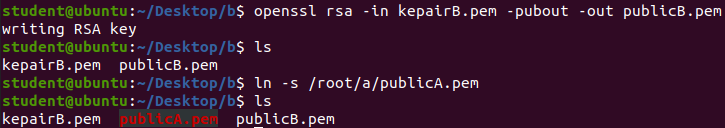 student@ubuntu:~/Desktop/b$ openssl rsa -in kepairB.pem -pubout -out publicB.pem
writing RSA key
student@ubuntu:~/Desktop/b$ ls
kepairB.pem  publicB.pem
student@ubuntu:~/Desktop/b$ ln -s /root/a/publicA.pem
student@ubuntu:~/Desktop/b$ ls
kepairB.pem  publicA.pem  publicB.pem